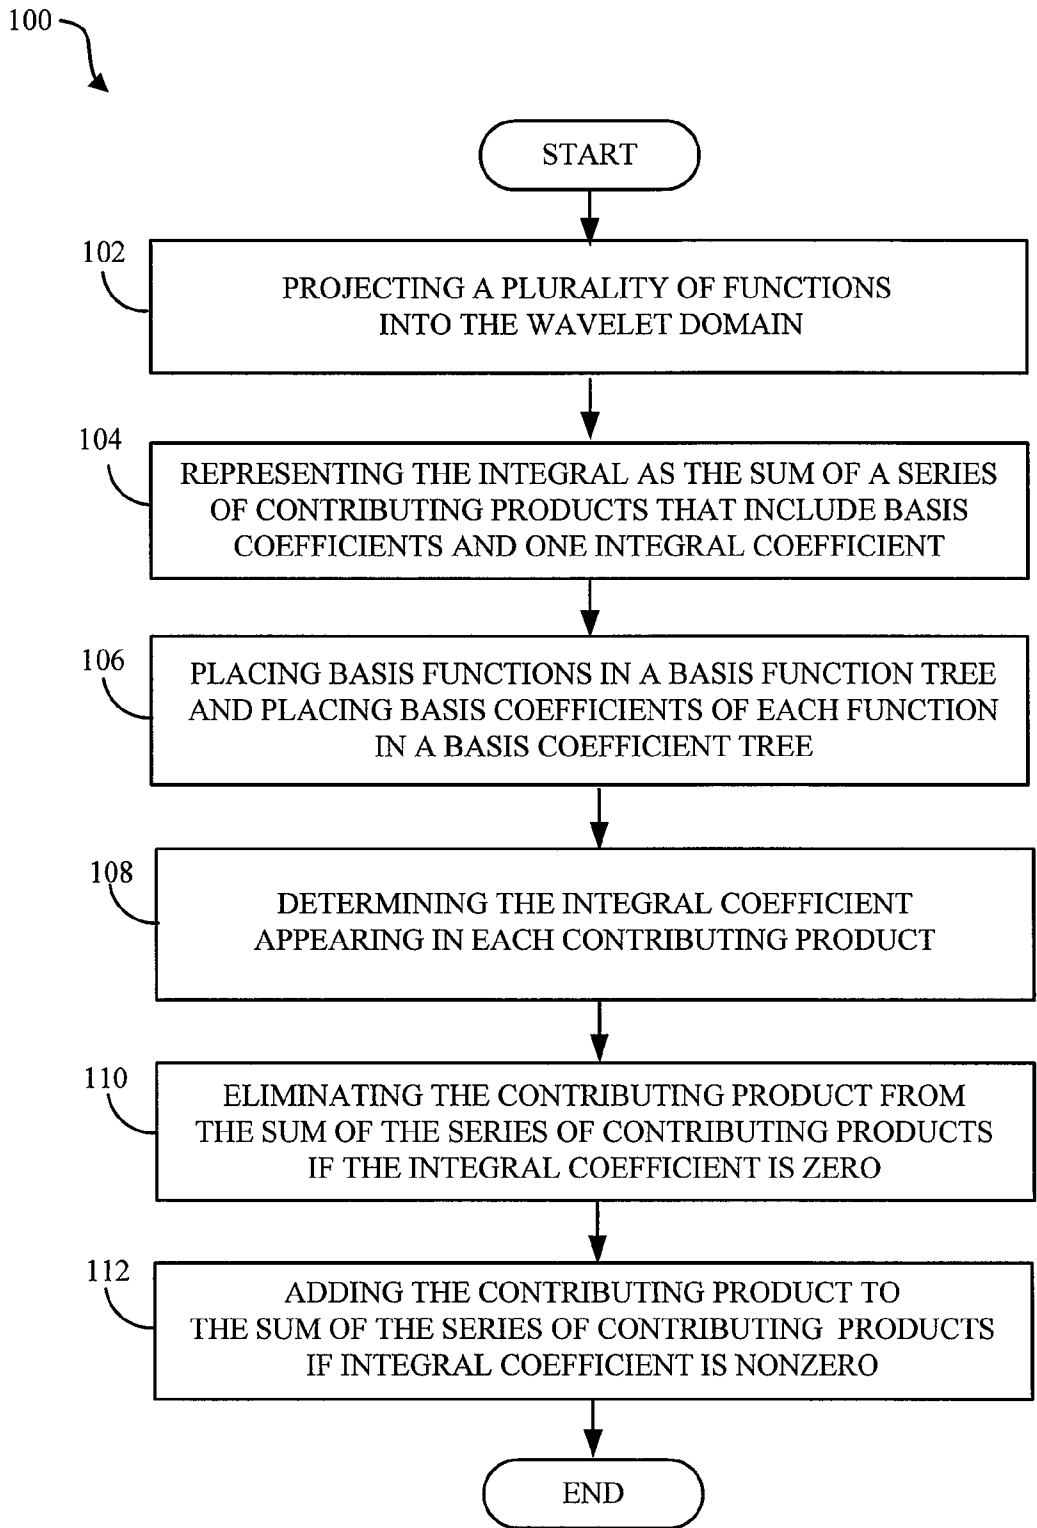 100
START
102
PROJECTING A PLURALITY OF FUNCTIONS
INTO THE WAVELET DOMAIN
104
REPRESENTING THE INTEGRAL AS THE SUM OF A SERIES
OF CONTRIBUTING PRODUCTS THAT INCLUDE BASIS
COEFFICIENTS AND ONE INTEGRAL COEFFICIENT
106
PLACING BASIS FUNCTIONS IN A BASIS FUNCTION TREE
AND PLACING BASIS COEFFICIENTS OF EACH FUNCTION
IN A BASIS COEFFICIENT TREE
108
DETERMINING THE INTEGRAL COEFFICIENT
APPEARING IN EACH CONTRIBUTING PRODUCT
110
ELIMINATING THE CONTRIBUTING PRODUCT FROM
THE SUM OF THE SERIES OF CONTRIBUTING PRODUCTS
IF THE INTEGRAL COEFFICIENT IS ZERO
112
ADDING THE CONTRIBUTING PRODUCT TO
THE SUM OF THE SERIES OF CONTRIBUTING PRODUCTS
IF INTEGRAL COEFFICIENT IS NONZERO
END